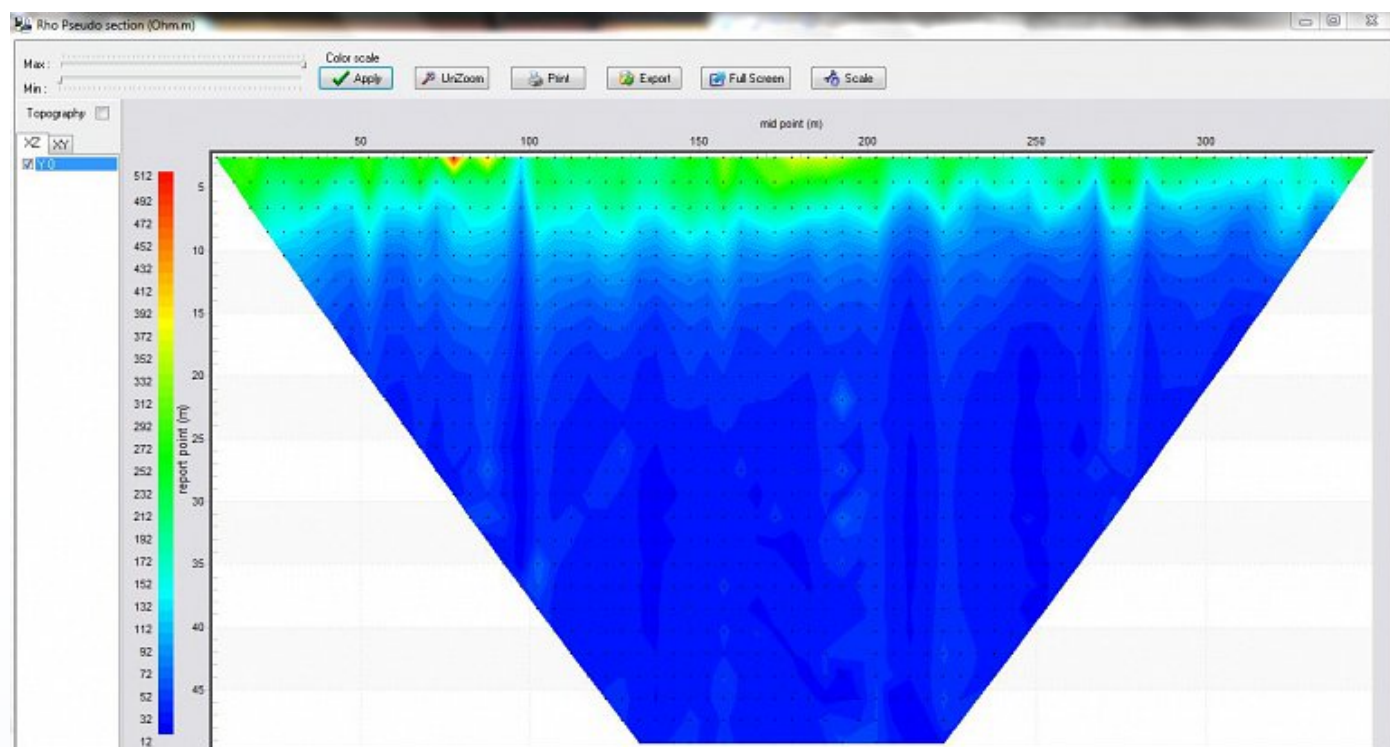 Rho Pseudo section (Ohm.m)
Max :
Min :
Color scale
Apply
UnZoom
Print
Export
Full Screen
Scale
Topography
XZ XY
Y 0
mid point (m)
50 100 150 200 250 300
512
492
472
452
432
412
392
372
352
332
312
292
272
252
232
212
192
172
152
132
112
92
72
52
32
12
report point (m)
5
10
15
20
25
30
35
40
45